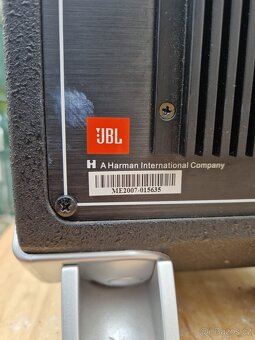 JBL
H A Harman International Company
ME2007-015635